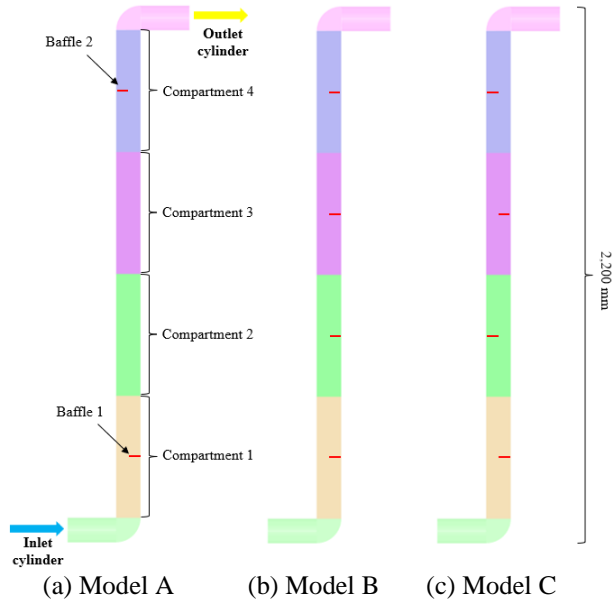 Baffle 2
Outlet
cylinder
Compartment 4
Compartment 3
2,200 mm
Compartment 2
Baffle 1
Compartment 1
Inlet
cylinder
(a) Model A
(b) Model B
(c) Model C